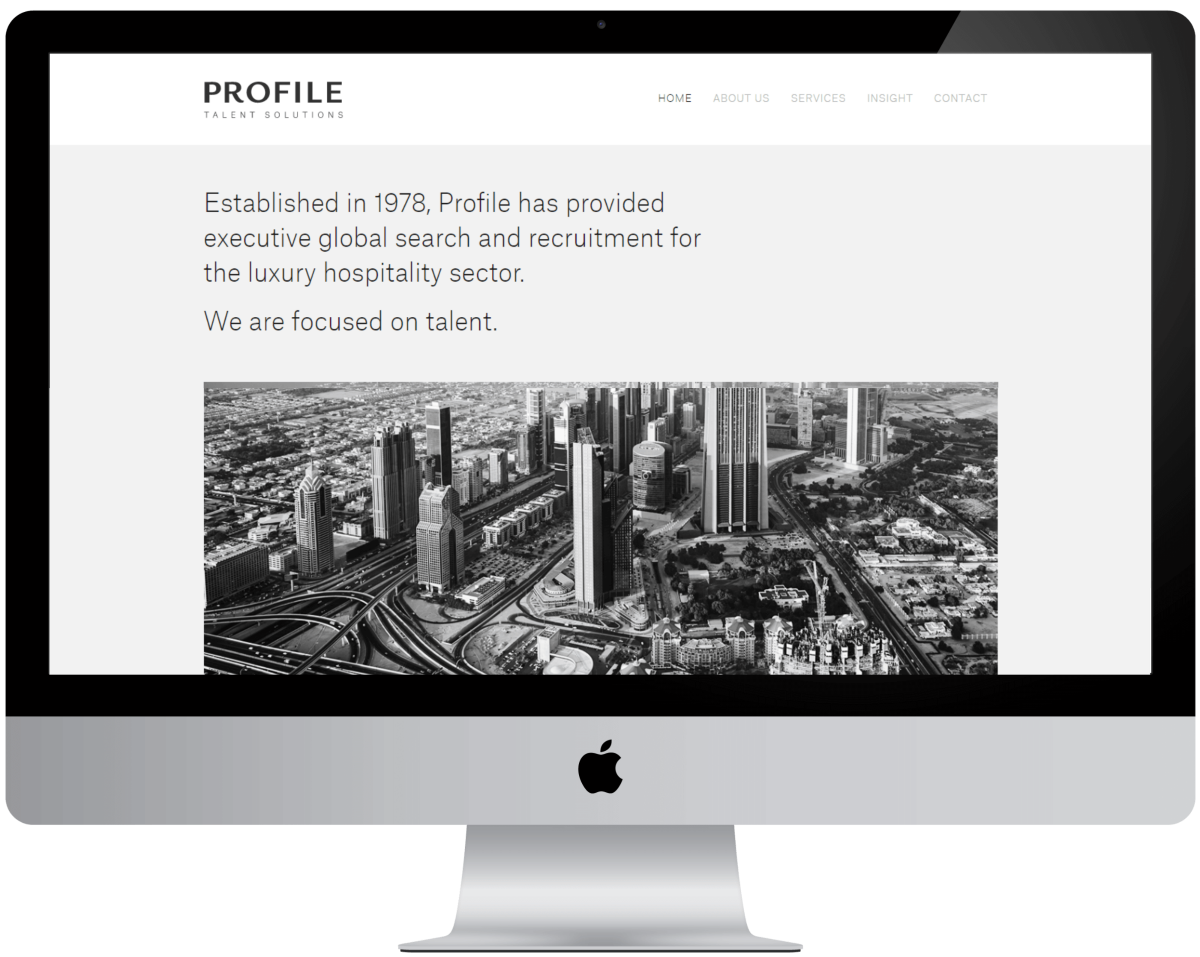 PROFILE
TALENT SOLUTIONS
HOME ABOUT US SERVICES INSIGHT CONTACT
Established in 1978, Profile has provided
executive global search and recruitment for
the luxury hospitality sector.
We are focused on talent.